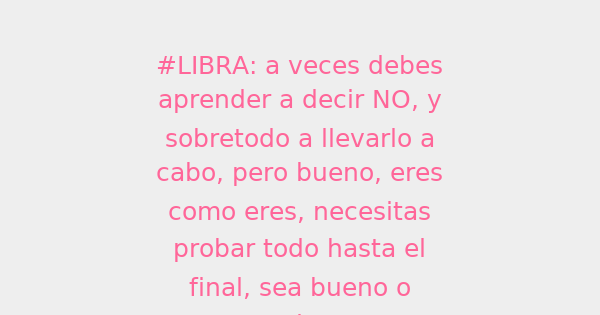 #LIBRA: a veces debes
aprender a decir NO, y
sobretodo a llevarlo a
cabo, pero bueno, eres
como eres, necesitas
probar todo hasta el
final, sea bueno o